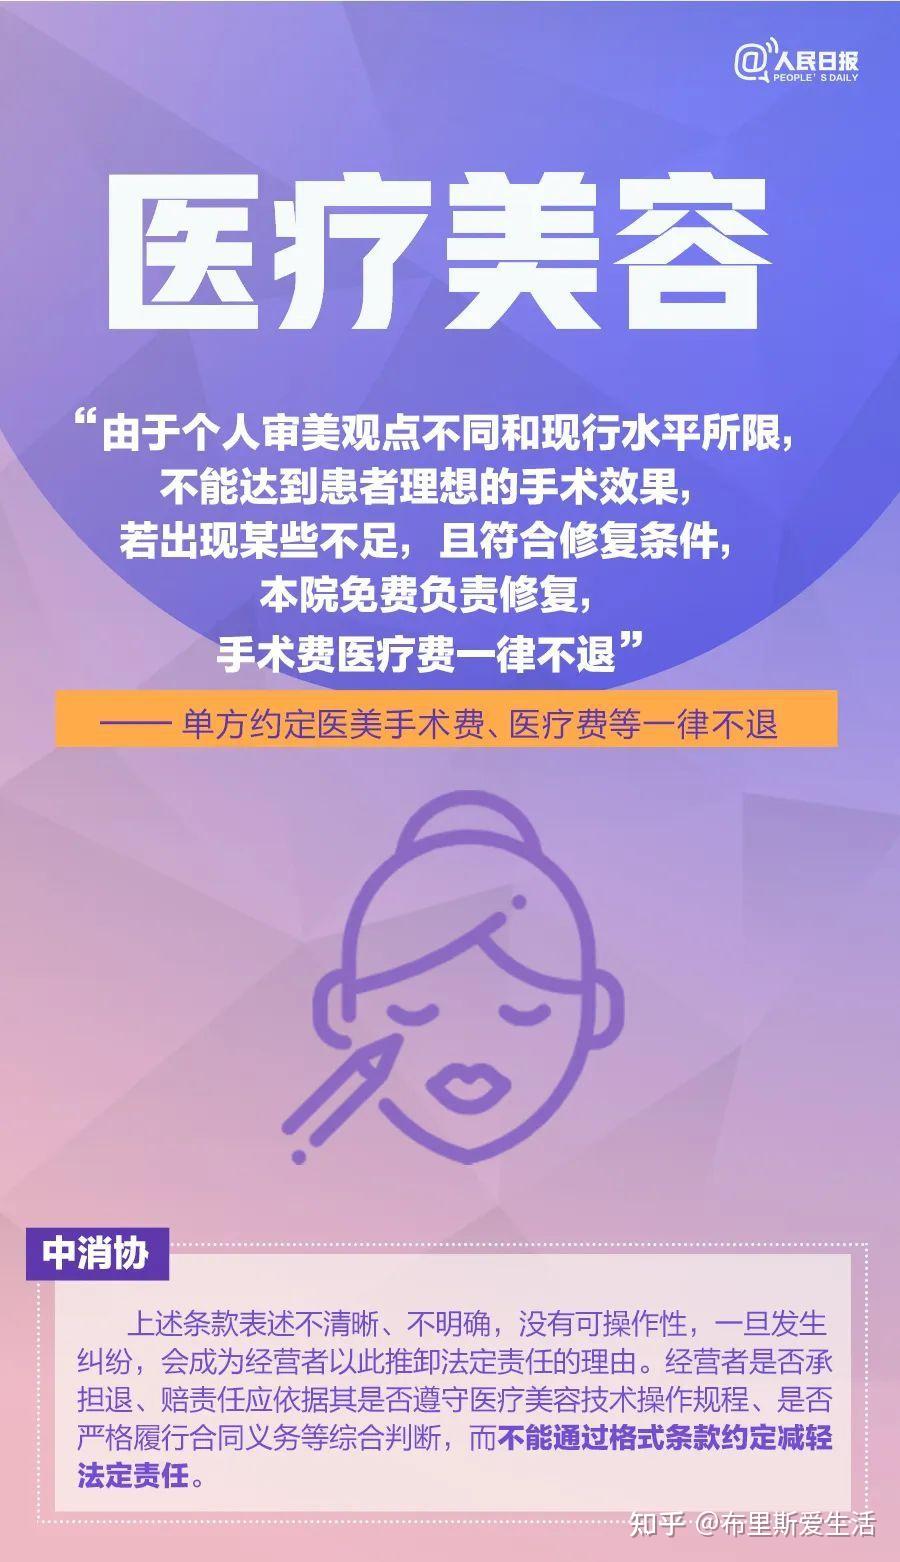 @人民日报
PEOPLE'S DAILY
医疗美容
“由于个人审美观点不同和现行水平所限，
不能达到患者理想的手术效果，
若出现某些不足，且符合修复条件，
本院免费负责修复，
手术费医疗费一律不退”
—— 单方约定医美手术费、医疗费等一律不退
中消协
上述条款表述不清晰、不明确，没有可操作性，一旦发生
纠纷，会成为经营者以此推卸法定责任的理由。经营者是否承
担退、赔责任应依据其是否遵守医疗美容技术操作规程、是否
严格履行合同义务等综合判断，而不能通过格式条款约定减轻
法定责任。
知乎 @布里斯爱生活